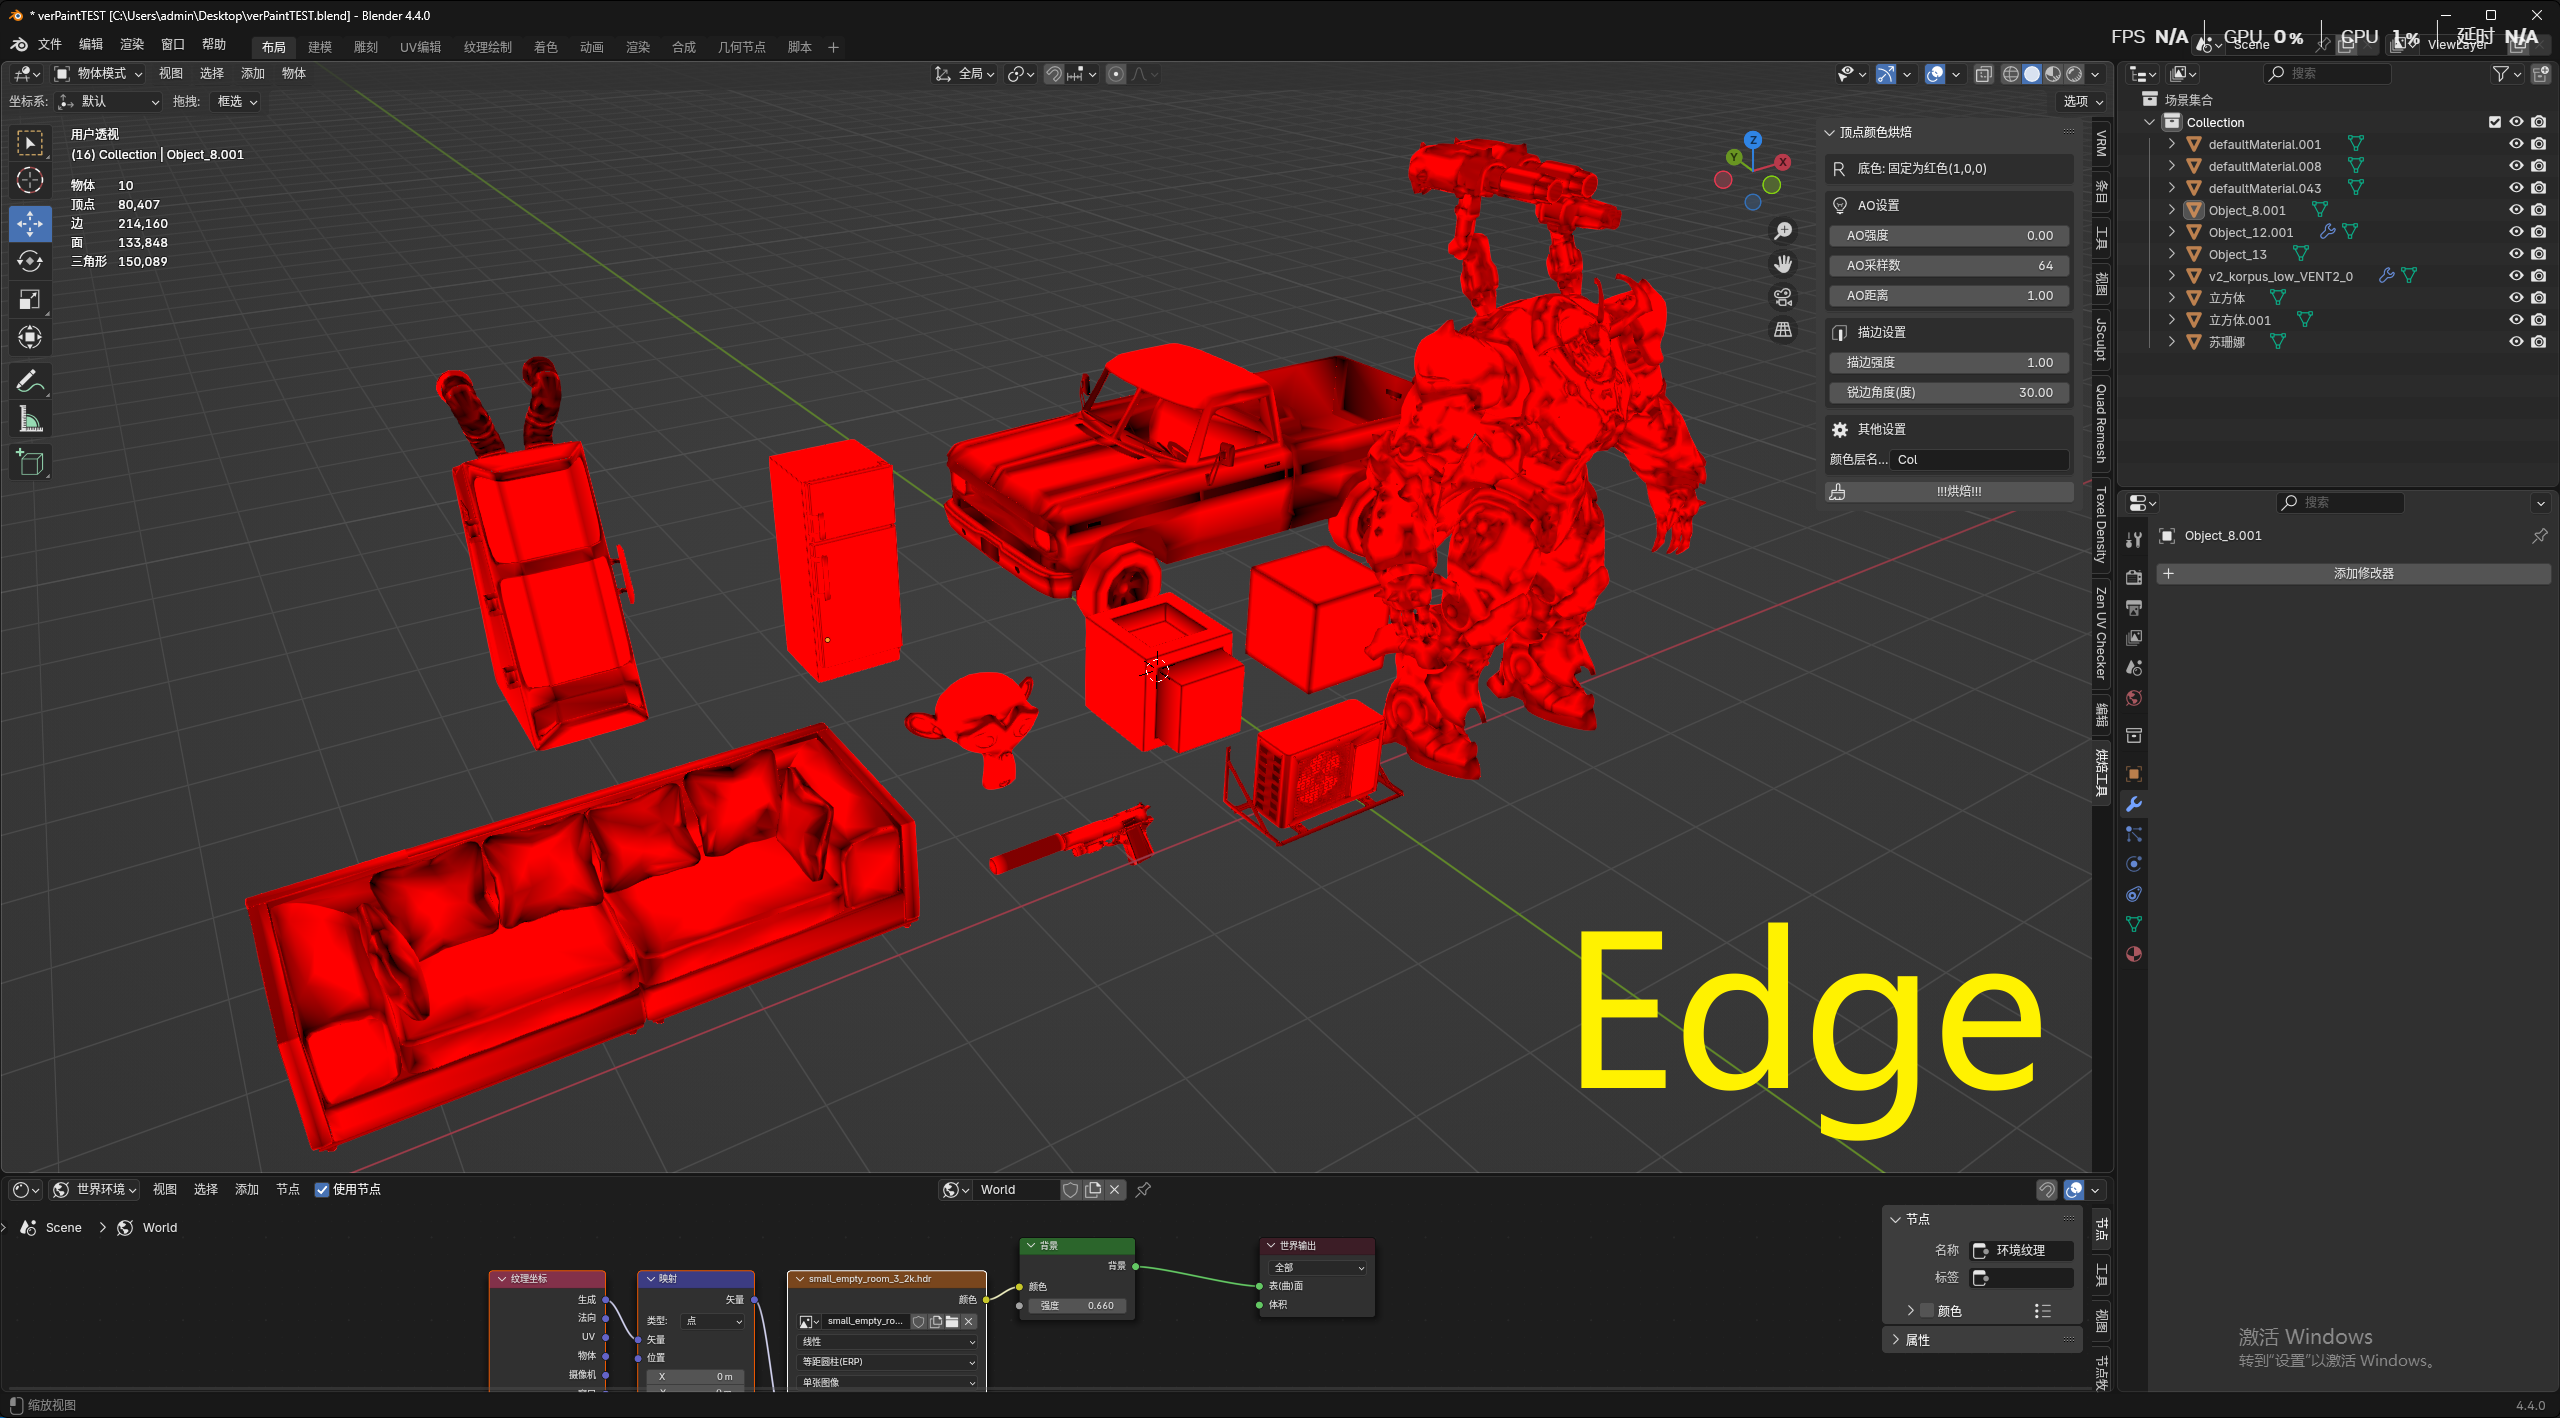 * verPaintTEST [C:\Users\admin\Desktop\verPaintTEST.blend] - Blender 4.4.0
文件 编辑 渲染 窗口 帮助 布局 建模 雕刻 UV编辑 纹理绘制 着色 动画 渲染 合成 几何节点 脚本 +
FPS N/A GPU 0% CPU 1% 延时 N/A
Scene ViewLayer
物体模式 视图 选择 添加 物体 全局
坐标系: 默认 拖拽: 框选 选项
用户透视
(16) Collection | Object_8.001
物体 10
顶点 80,407
边 214,160
面 133,848
三角形 150,089
Z
Y
X
顶点颜色烘焙
R 底色: 固定为红色(1,0,0)
AO设置
AO强度 0.00
AO采样数 64
AO距离 1.00
描边设置
描边强度 1.00
锐边角度(度) 30.00
其他设置
颜色层名... Col
!!!烘焙!!!
VRM
条目
工具
视图
JSculpt
Quad Remesh
Texel Density
Zen UV Checker
编辑
烘焙工具
Edge
搜索
场景集合
Collection
defaultMaterial.001
defaultMaterial.008
defaultMaterial.043
Object_8.001
Object_12.001
Object_13
v2_korpus_low_VENT2_0
立方体
立方体.001
苏珊娜
搜索
Object_8.001
+ 添加修改器
世界环境 视图 选择 添加 节点 使用节点 World
Scene > World
纹理坐标
生成
法向
UV
物体
摄像机
映射
矢量
类型: 点
矢量
位置
X 0 m
small_empty_room_3_2k.hdr
颜色
small_empty_ro...
线性
等距圆柱(ERP)
单张图像
背景
背景
颜色
强度 0.660
世界输出
全部
表(曲)面
体积
节点
名称 环境纹理
标签
颜色
属性
节点
工具
视图
激活 Windows
转到"设置"以激活 Windows。
缩放视图
4.4.0